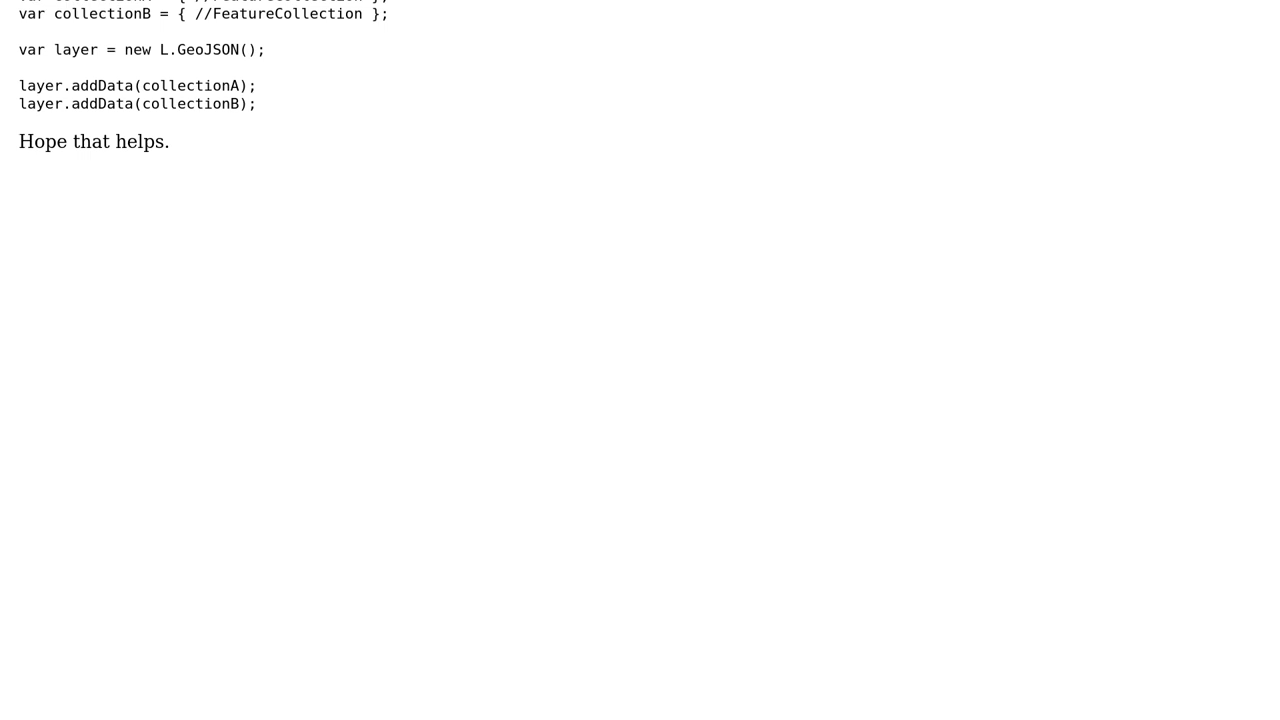 var collectionB = { //FeatureCollection };
var layer = new L.GeoJSON();
layer.addData(collectionA);
layer.addData(collectionB);
Hope that helps.